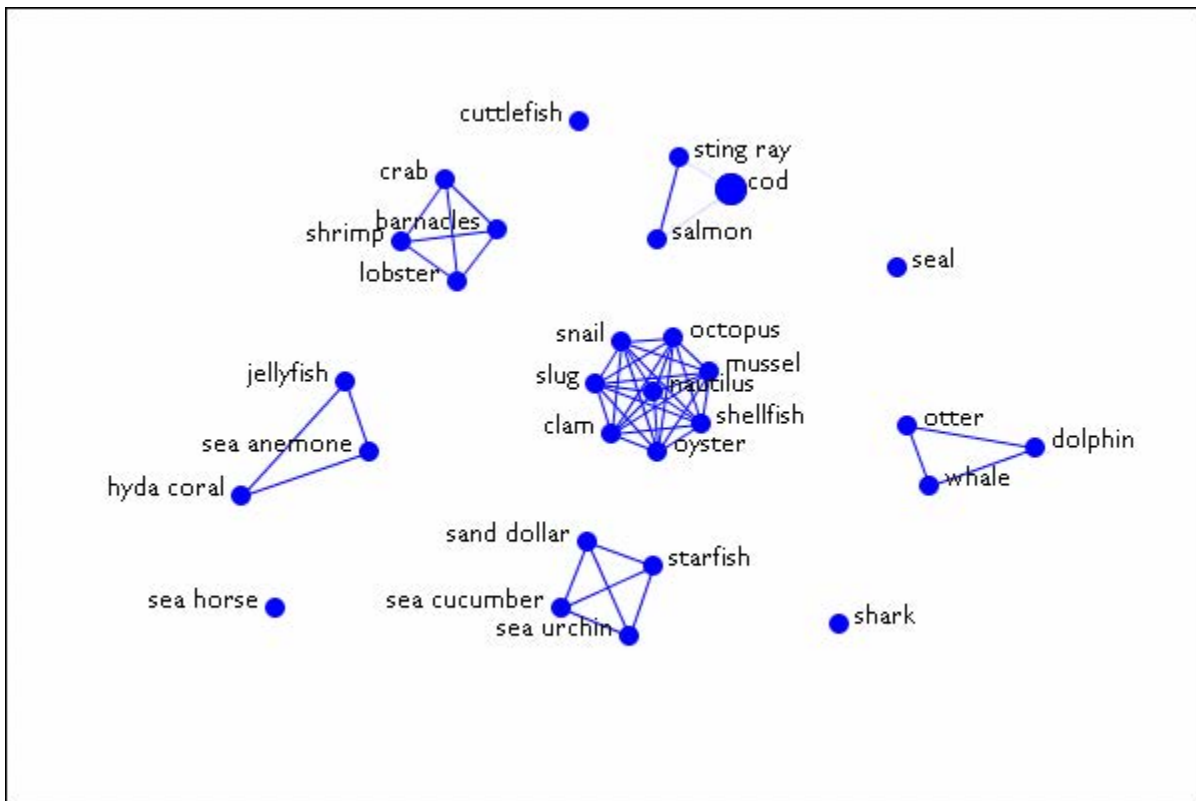 cuttlefish
sting ray
crab
cod
barnacles
shrimp
salmon
seal
lobster
snail
octopus
mussel
jellyfish
slug
nautilus
shellfish
otter
clam
sea anemone
oyster
dolphin
whale
hyda coral
sand dollar
starfish
sea horse
sea cucumber
shark
sea urchin